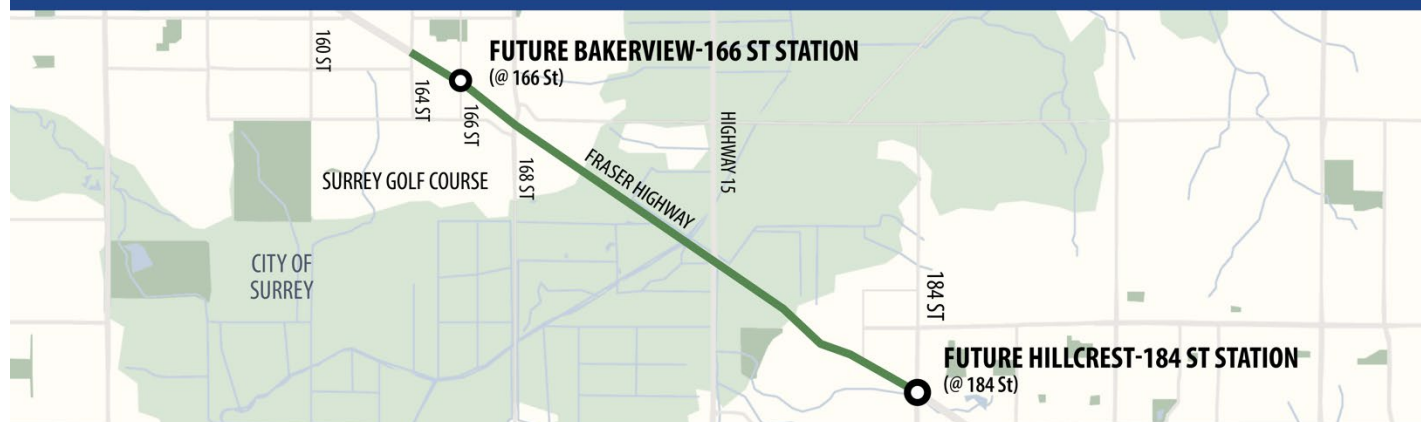 FUTURE BAKERVIEW-166 ST STATION
(@ 166 St)
160 ST
164 ST
166 ST
168 ST
HIGHWAY 15
FRASER HIGHWAY
SURREY GOLF COURSE
CITY OF
SURREY
184 ST
FUTURE HILLCREST-184 ST STATION
(@ 184 St)